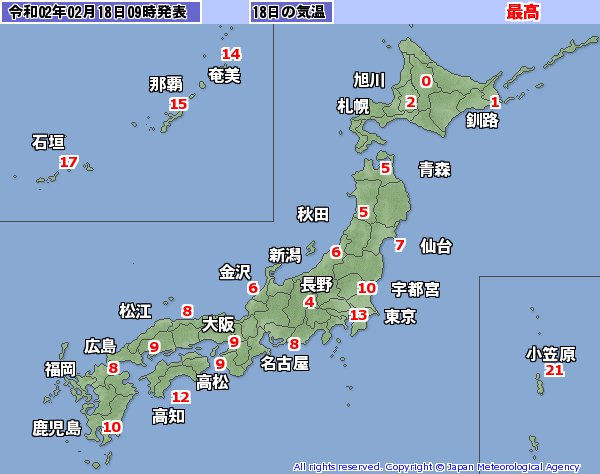 令和02年02月18日09時発表 18日の気温 最高
14
奄美
那覇
15
石垣
17
旭川
0
札幌
2
1
釧路
5
青森
秋田
5
仙台
7
新潟
6
金沢
6
長野
4
宇都宮
10
東京
13
松江
8
大阪
9
名古屋
8
広島
9
福岡
8
高松
9
高知
12
鹿児島
10
小笠原
21
All rights reserved. Copyright © Japan Meteorological Agency